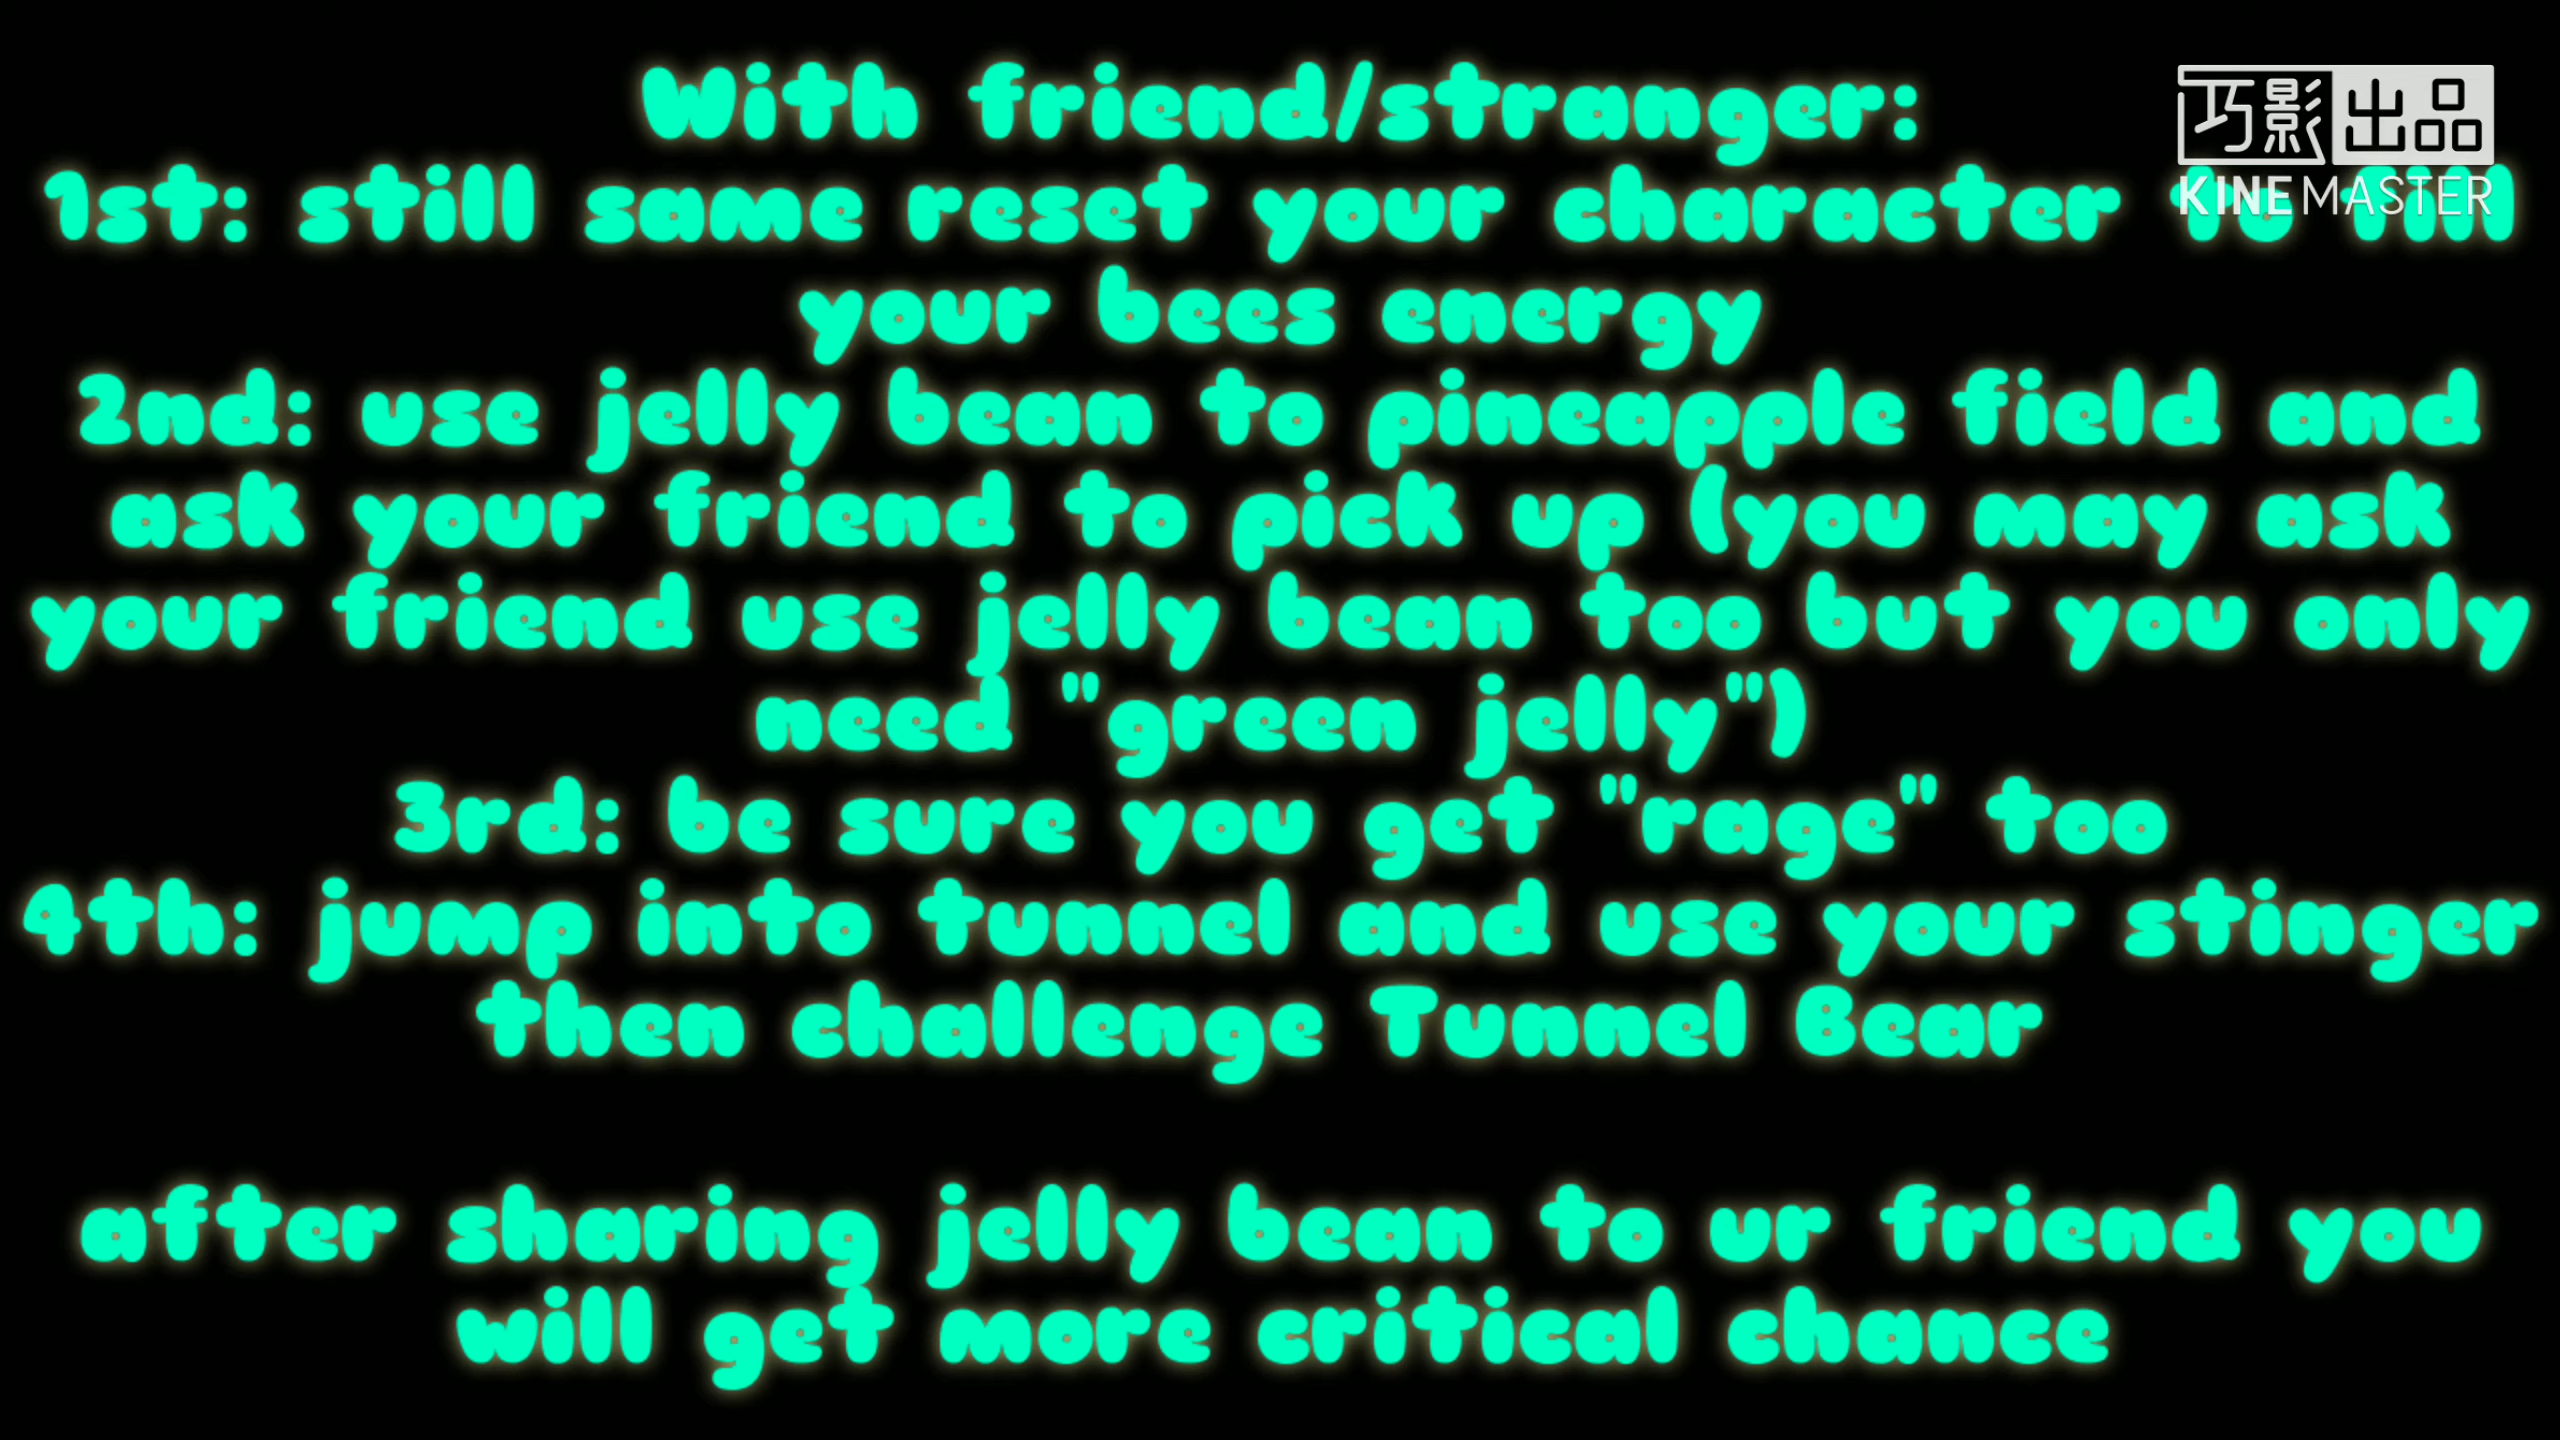 With friend/stranger:
巧影出品
KINEMASTER
1st: still same reset your character to fill
your bees energy
2nd: use jelly bean to pineapple field and
ask your friend to pick up (you may ask
your friend use jelly bean too but you only
need "green jelly")
3rd: be sure you get "rage" too
4th: jump into tunnel and use your stinger
then challenge Tunnel Bear
after sharing jelly bean to ur friend you
will get more critical chance